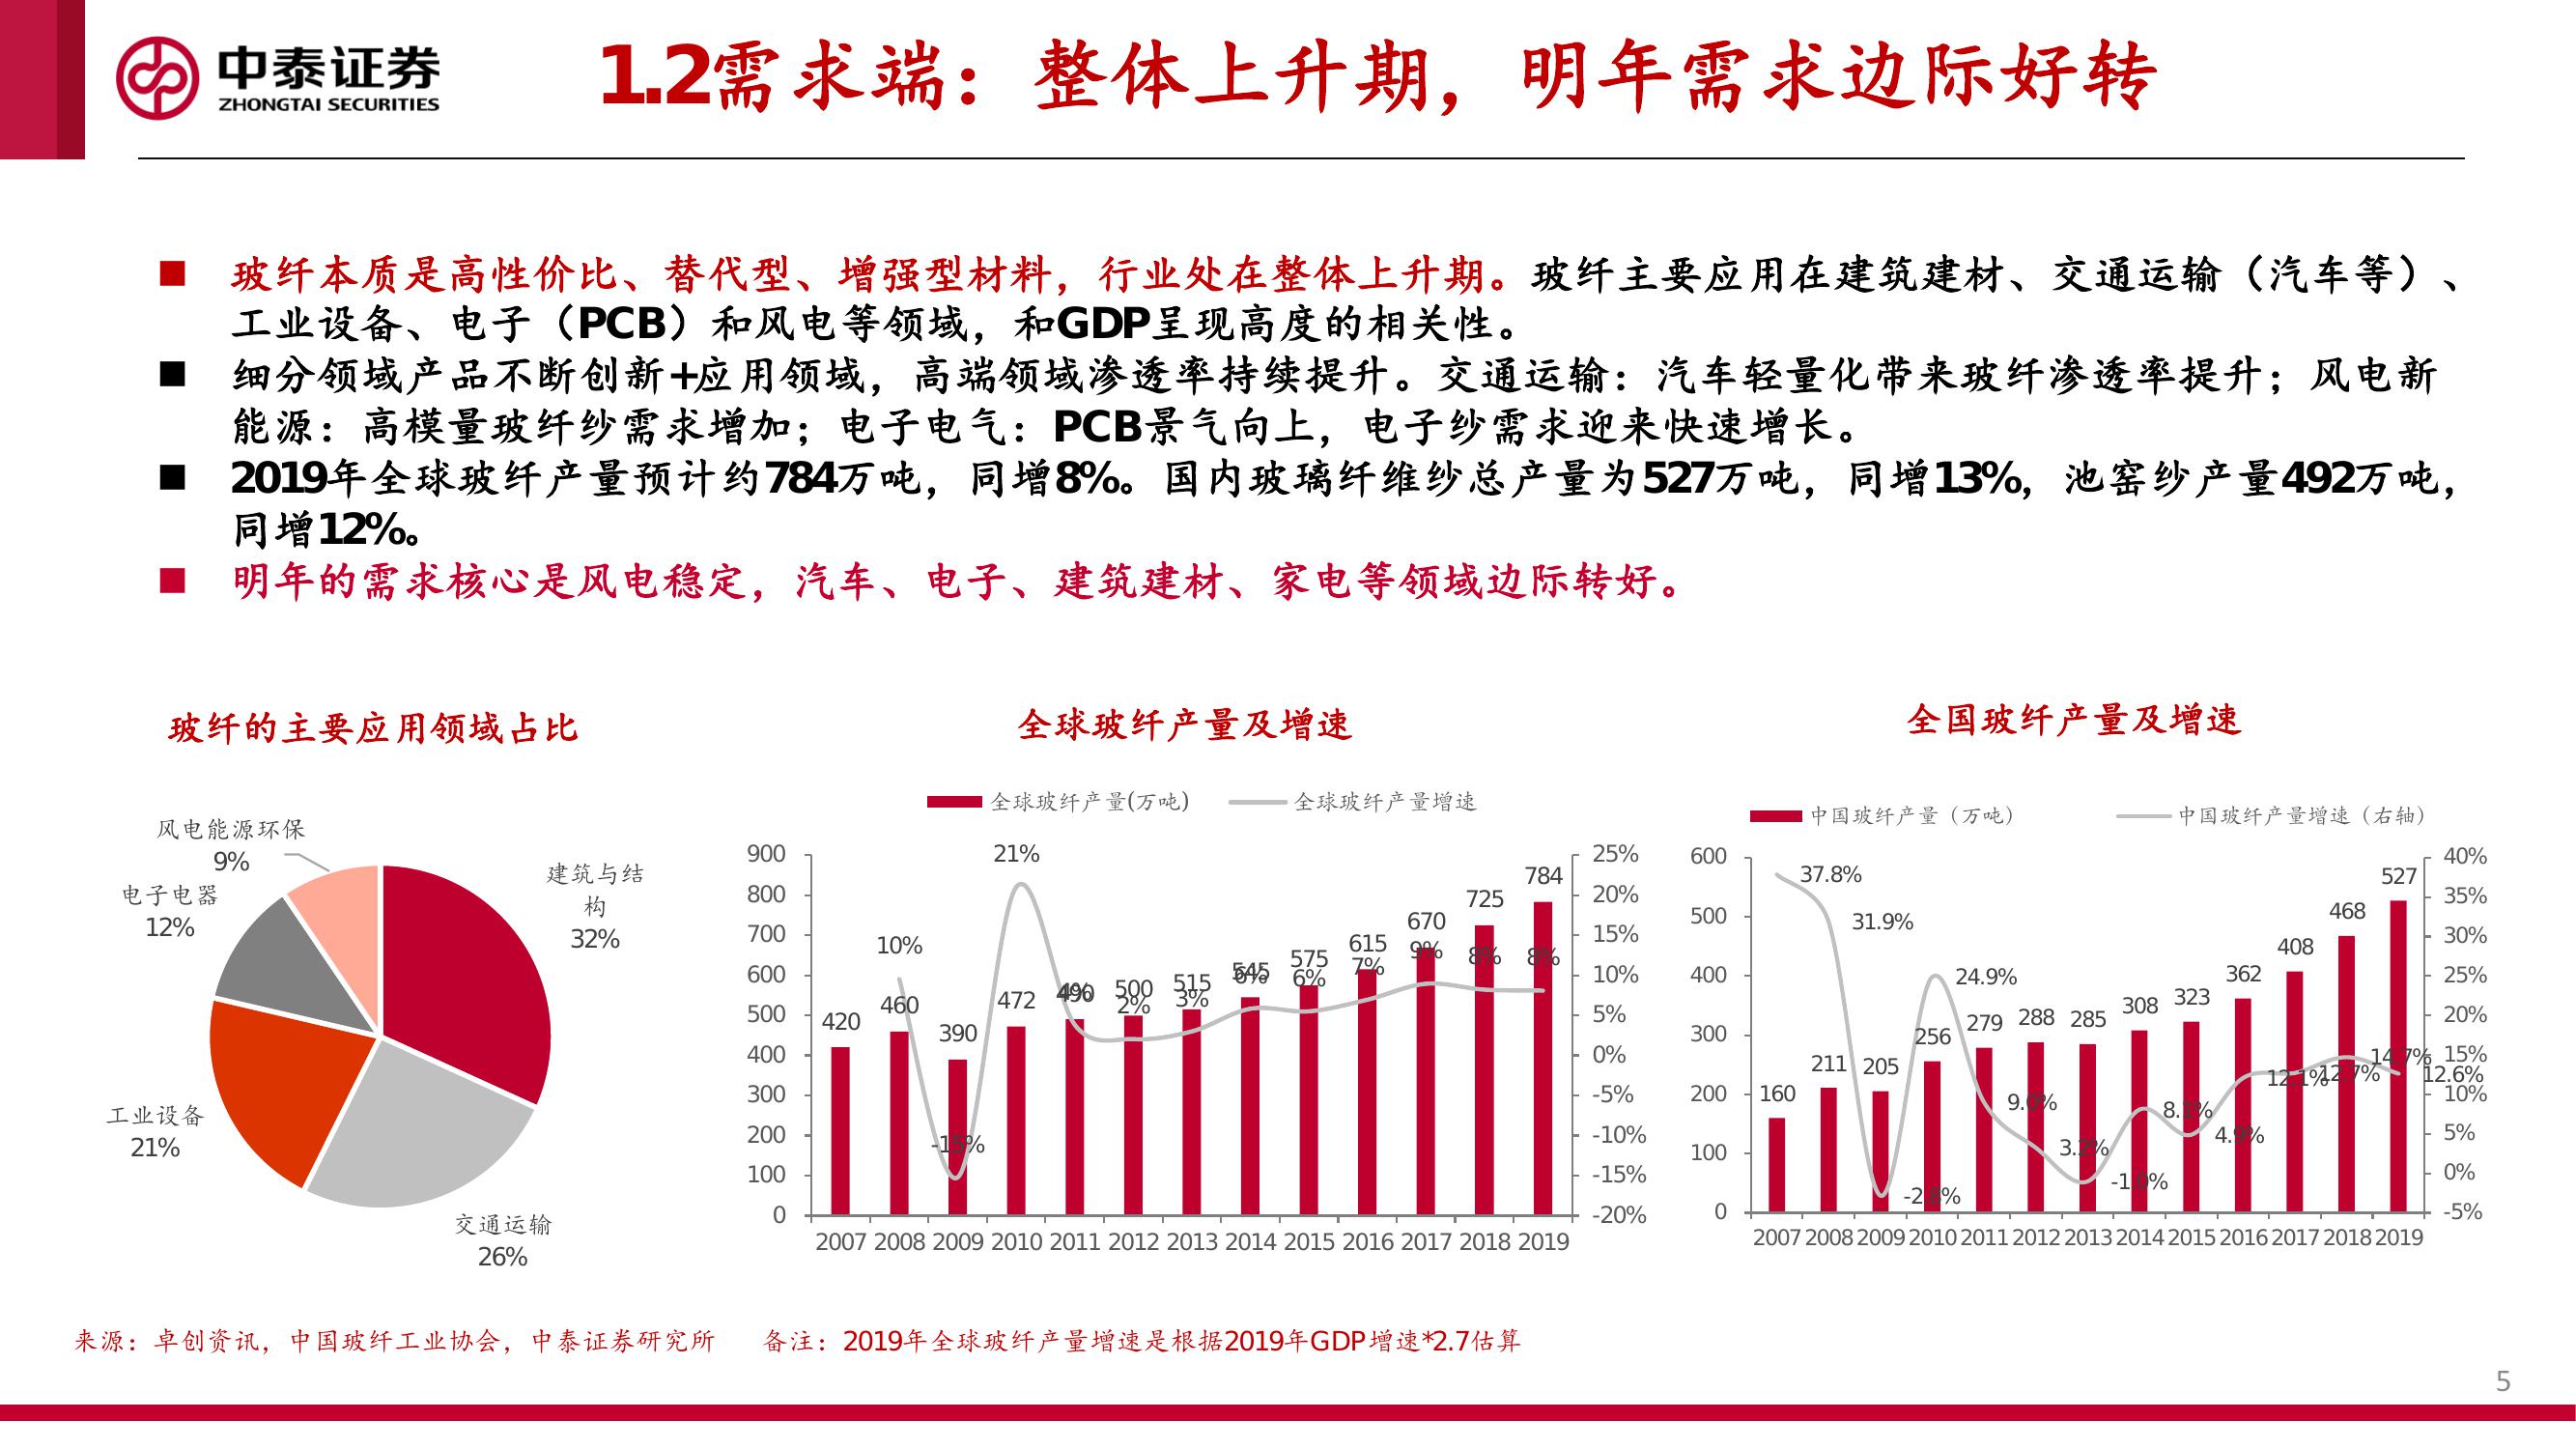 中泰证券
ZHONGTAI SECURITIES
1.2需求端：整体上升期，明年需求边际好转
■ 玻纤本质是高性价比、替代型、增强型材料，行业处在整体上升期。玻纤主要应用在建筑建材、交通运输（汽车等）、
工业设备、电子（PCB）和风电等领域，和GDP呈现高度的相关性。
■ 细分领域产品不断创新+应用领域，高端领域渗透率持续提升。交通运输：汽车轻量化带来玻纤渗透率提升；风电新
能源：高模量玻纤纱需求增加；电子电气：PCB景气向上，电子纱需求迎来快速增长。
■ 2019年全球玻纤产量预计约784万吨，同增8%。国内玻璃纤维纱总产量为527万吨，同增13%，池窑纱产量492万吨，
同增12%。
■ 明年的需求核心是风电稳定，汽车、电子、建筑建材、家电等领域边际转好。
玻纤的主要应用领域占比
风电能源环保
9%
电子电器
12%
建筑与结
构
32%
工业设备
21%
交通运输
26%
全球玻纤产量及增速
全球玻纤产量(万吨) 全球玻纤产量增速
900
800
700
600
500
400
300
200
100
0
420 460 390 472 490 500 515 545 575 615 670 725 784
10% -15% 21% 4% 2% 3% 6% 6% 7% 9% 8% 8%
25%
20%
15%
10%
5%
0%
-5%
-10%
-15%
-20%
2007 2008 2009 2010 2011 2012 2013 2014 2015 2016 2017 2018 2019
全国玻纤产量及增速
中国玻纤产量（万吨） 中国玻纤产量增速（右轴）
600
500
400
300
200
100
0
160 211 205 256 279 288 285 308 323 362 408 468 527
37.8% 31.9% 24.9% 9.0% 3.2% 8.1% 4.9% 12.1% 12.7% 14.7% 12.6%
40%
35%
30%
25%
20%
15%
10%
5%
0%
-5%
2007 2008 2009 2010 2011 2012 2013 2014 2015 2016 2017 2018 2019
来源：卓创资讯，中国玻纤工业协会，中泰证券研究所 备注：2019年全球玻纤产量增速是根据2019年GDP增速*2.7估算
5